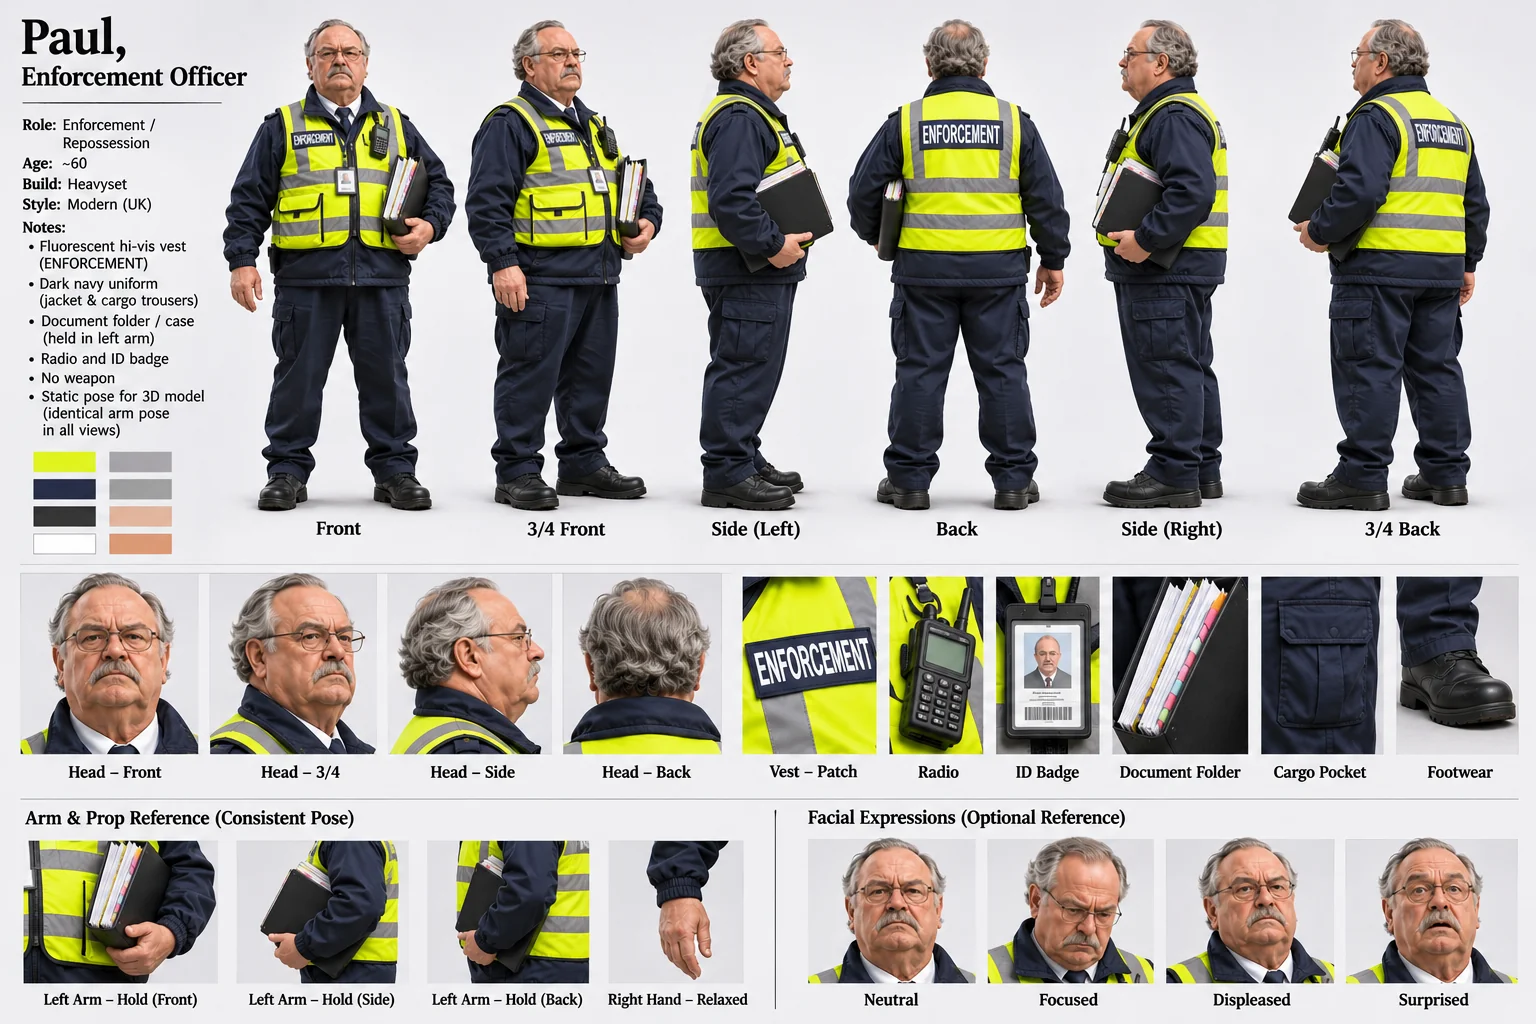 Paul,
Enforcement Officer
Role: Enforcement /
Repossession
Age: ~60
Build: Heavyset
Style: Modern (UK)
Notes:
• Fluorescent hi-vis vest
(ENFORCEMENT)
• Dark navy uniform
(jacket & cargo trousers)
• Document folder / case
(held in left arm)
• Radio and ID badge
• No weapon
• Static pose for 3D model
(identical arm pose
in all views)
ENFORCEMENT
ENFORCEMENT
Front
3/4 Front
Side (Left)
Back
Side (Right)
3/4 Back
ENFORCEMENT
Head – Front
Head – 3/4
Head – Side
Head – Back
Vest – Patch
Radio
ID Badge
Document Folder
Cargo Pocket
Footwear
Arm & Prop Reference (Consistent Pose)
Facial Expressions (Optional Reference)
Left Arm – Hold (Front)
Left Arm – Hold (Side)
Left Arm – Hold (Back)
Right Hand – Relaxed
Neutral
Focused
Displeased
Surprised